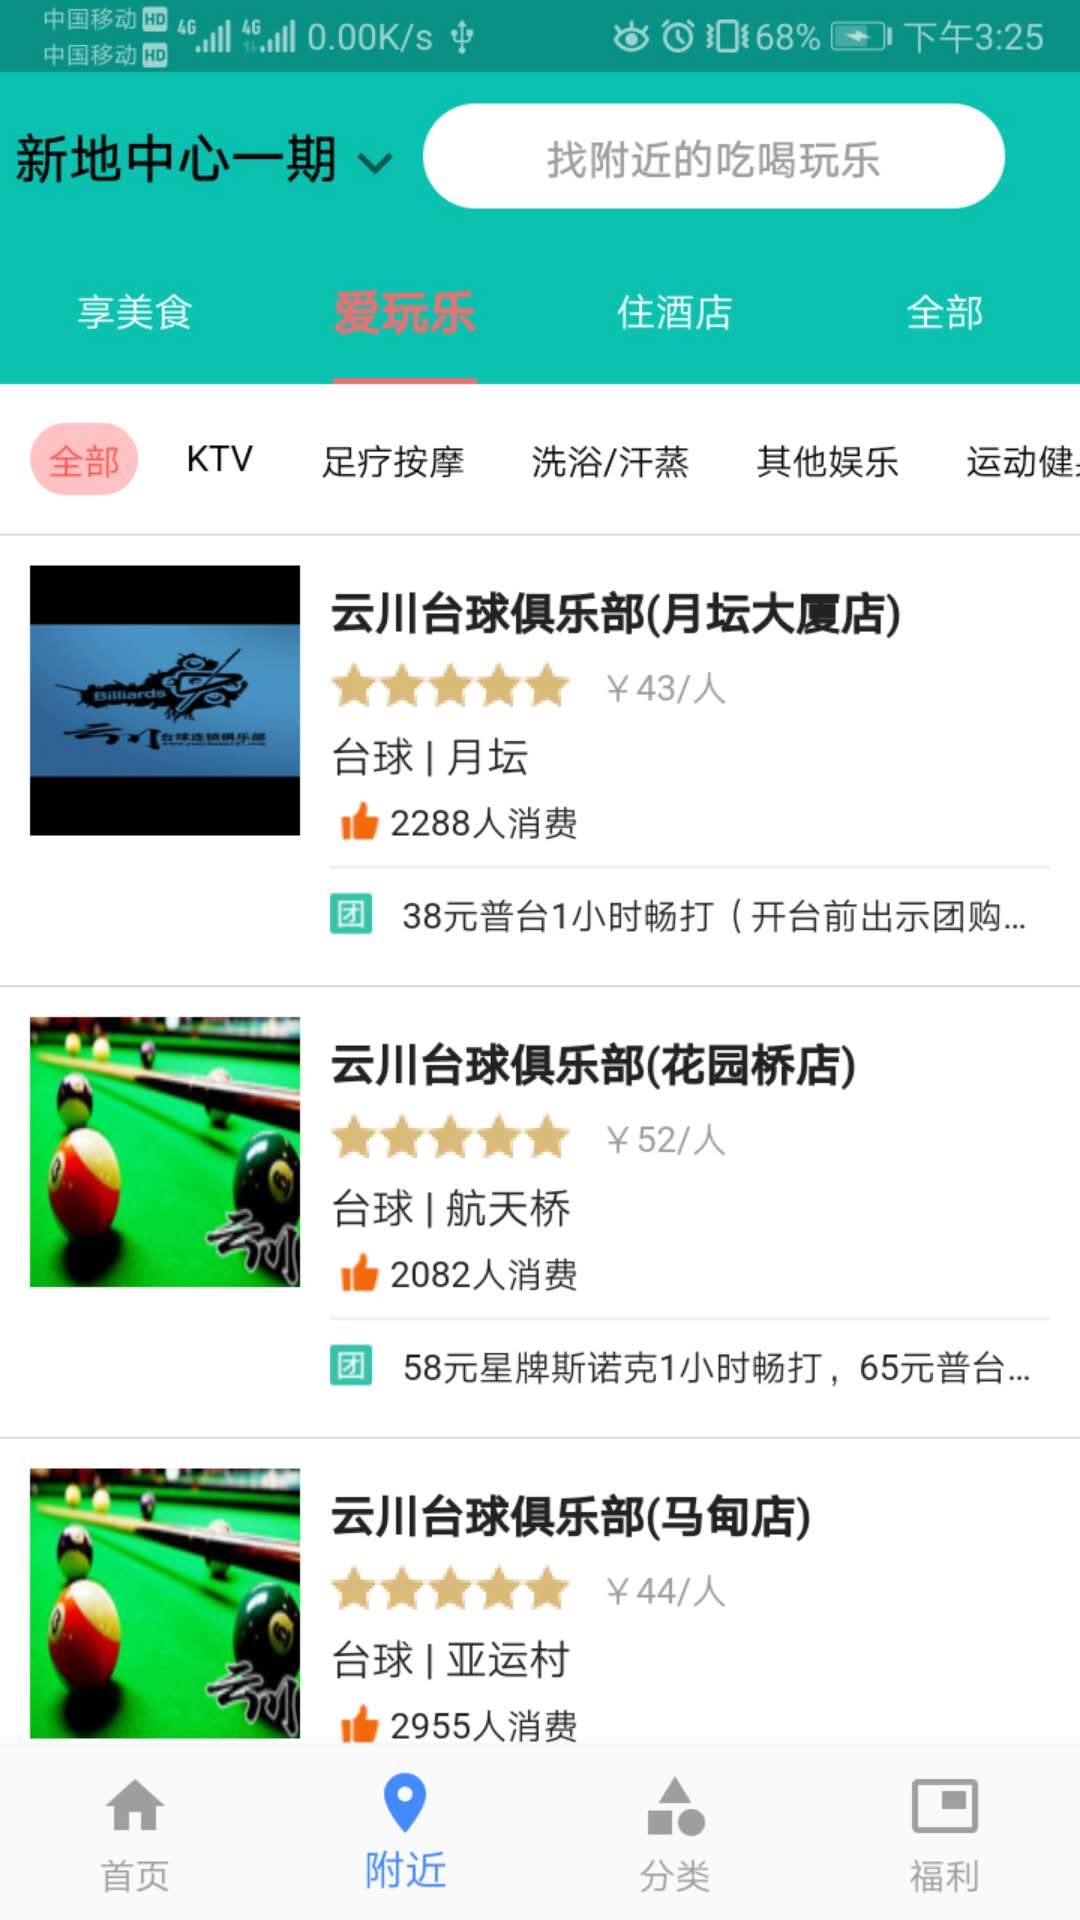 中国移动 HD 4G 4G 0.00K/s 68% 下午3:25
中国移动 HD
新地中心一期 找附近的吃喝玩乐
享美食 爱玩乐 住酒店 全部
全部 KTV 足疗按摩 洗浴/汗蒸 其他娱乐 运动健
云川台球俱乐部(月坛大厦店)
¥43/人
台球 | 月坛
2288人消费
团 38元普台1小时畅打（开台前出示团购...
Billiards
云川台球连锁俱乐部
云川台球俱乐部(花园桥店)
¥52/人
台球 | 航天桥
2082人消费
团 58元星牌斯诺克1小时畅打，65元普台...
云川
云川台球俱乐部(马甸店)
¥44/人
台球 | 亚运村
2955人消费
云川
首页 附近 分类 福利